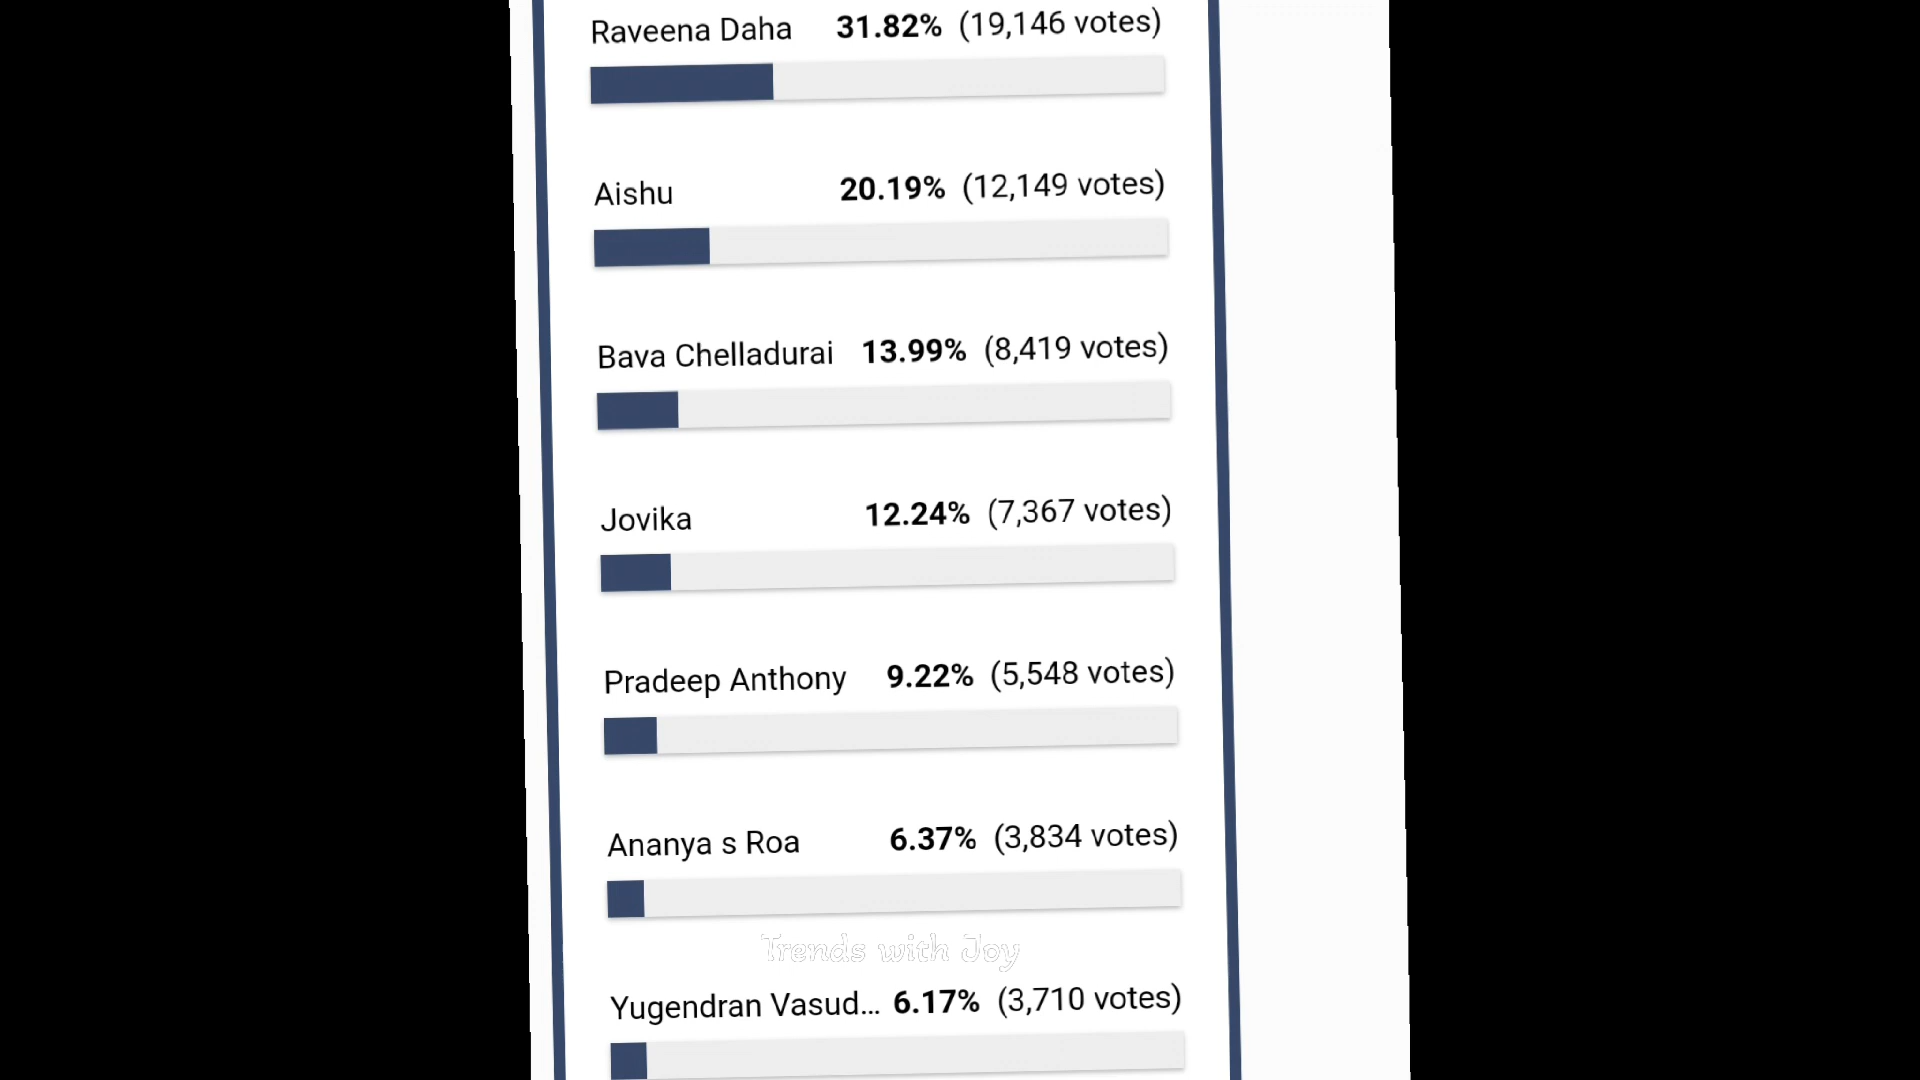 Raveena Daha 31.82% (19,146 votes)
Aishu 20.19% (12,149 votes)
Bava Chelladurai 13.99% (8,419 votes)
Jovika 12.24% (7,367 votes)
Pradeep Anthony 9.22% (5,548 votes)
Ananya s Roa 6.37% (3,834 votes)
Trends with Joy
Yugendran Vasud... 6.17% (3,710 votes)